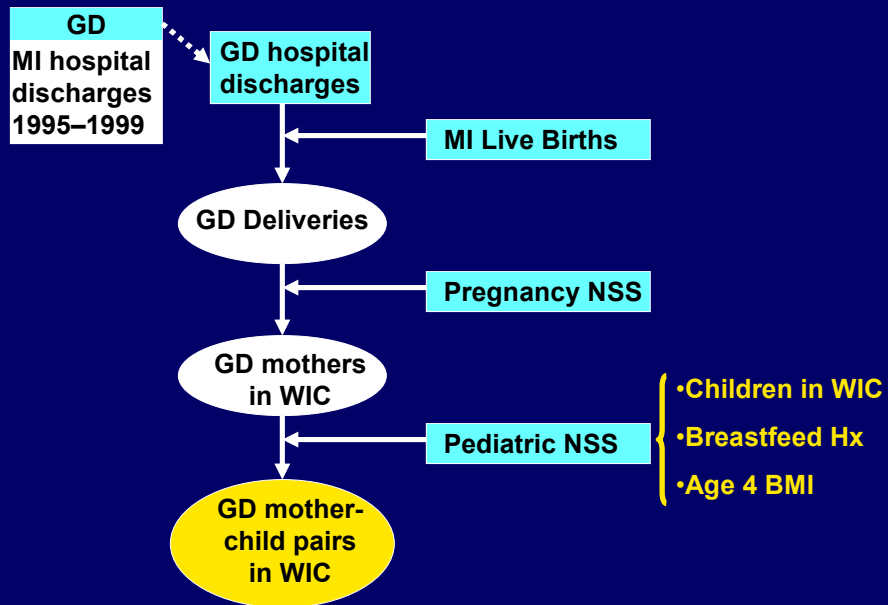 GD
MI hospital
discharges
1995–1999
GD hospital
discharges
MI Live Births
GD Deliveries
Pregnancy NSS
GD mothers
in WIC
Pediatric NSS
•Children in WIC
•Breastfeed Hx
•Age 4 BMI
GD mother-
child pairs
in WIC